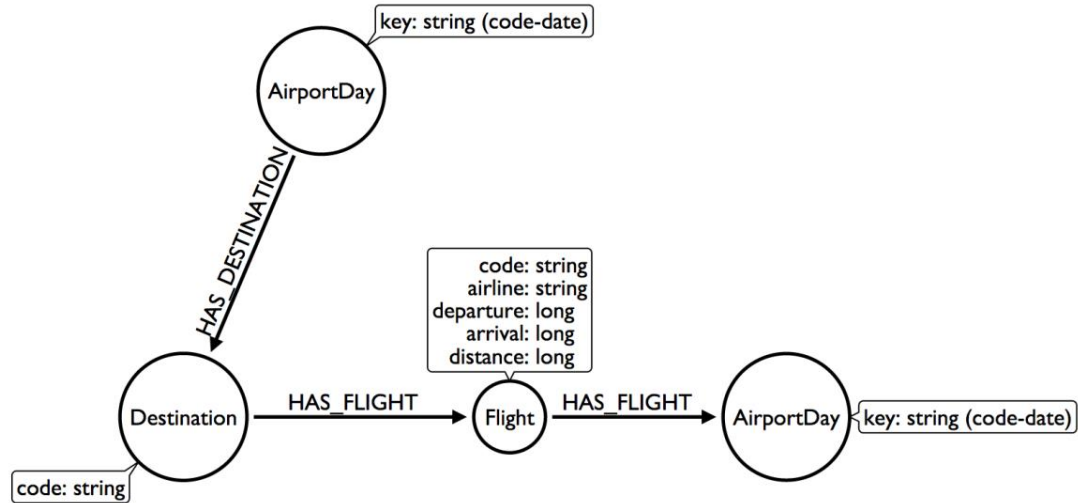 key: string (code-date)
AirportDay
HAS_DESTINATION
code: string
airline: string
departure: long
arrival: long
distance: long
Destination
HAS_FLIGHT
Flight
HAS_FLIGHT
AirportDay
key: string (code-date)
code: string